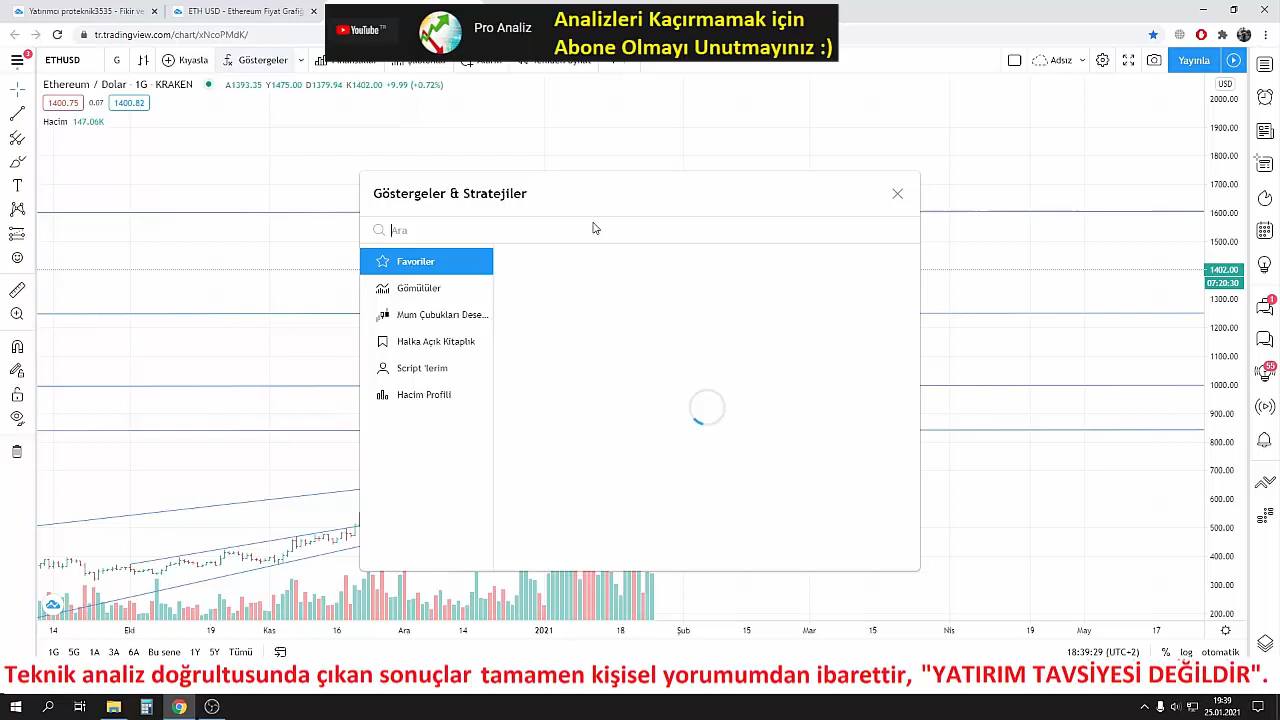 Yatırımcı proteknik3535 - Fikir ve
ETH USD - Ethereum Fiyat Grafiğ
tr.tradingview.com/chart/xNcoPMdK/
YouTube TR
Pro Analiz
Analizleri Kaçırmamak için
Abone Olmayı Unutmayınız :)
3
ETHUSD
1G
Kıyasla
Göstergeler
Adsız
Yayınla
Ethereum / Dolar · 1G · KRAKEN
A1393.35 Y1475.00 D1379.94 K1402.00 +9.99 (+0.72%)
1400.75
0.07
1400.82
Hacim 147.06K
USD
2000.00
1900.00
1800.00
1700.00
1600.00
1500.00
1402.00
07:20:30
1300.00
1200.00
1100.00
1000.00
900.00
800.00
700.00
600.00
500.00
400.00
300.00
200.00
1
55
Göstergeler & Stratejiler
Ara
Favoriler
Gömülüler
Mum Çubukları Dese...
Halka Açık Kitaplık
Script 'lerim
Hacim Profili
14
Eki
19
Kas
16
Ara
14
2021
18
Şub
15
Mar
15
Nis
19
May
17
1G 5G 1A 3A 6A Bu sene 1Y 5Y Tümü
18:39:29 (UTC+2)
% log otomatik
Teknik analiz doğrultusunda çıkan sonuçlar tamamen kişisel yorumumdan ibarettir, "YATIRIM TAVSİYESİ DEĞİLDİR".
19:39
25.01.2021